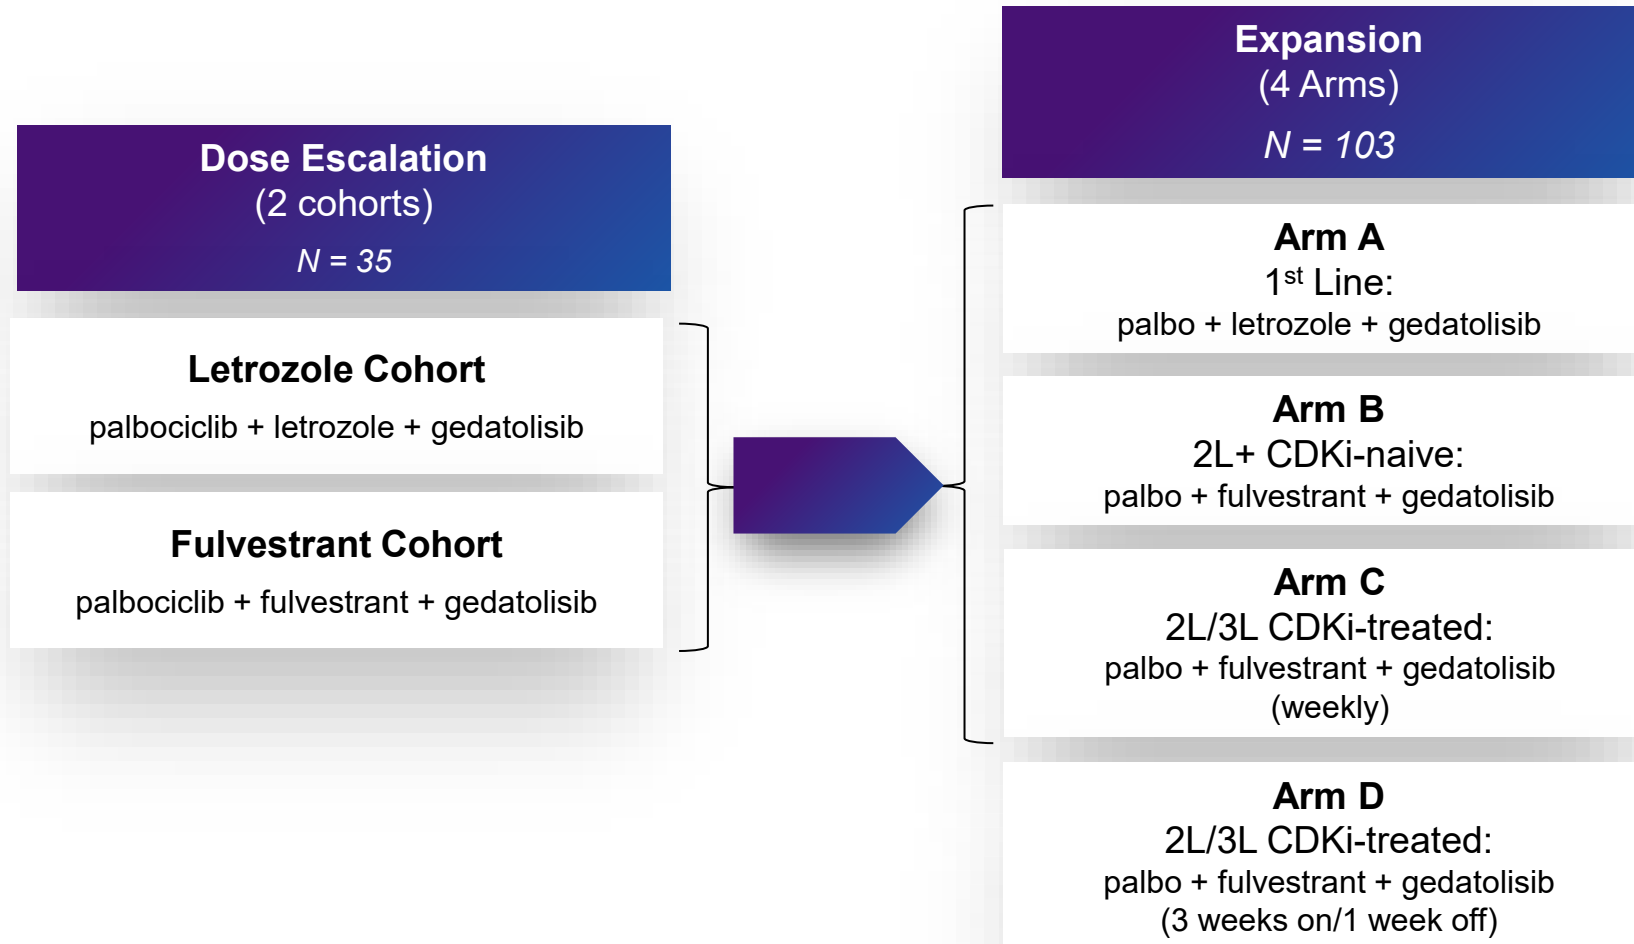 Dose Escalation
(2 cohorts)
N = 35
Letrozole Cohort
palbociclib + letrozole + gedatolisib
Fulvestrant Cohort
palbociclib + fulvestrant + gedatolisib
Expansion
(4 Arms)
N = 103
Arm A
1st Line:
palbo + letrozole + gedatolisib
Arm B
2L+ CDKi-naive:
palbo + fulvestrant + gedatolisib
Arm C
2L/3L CDKi-treated:
palbo + fulvestrant + gedatolisib
(weekly)
Arm D
2L/3L CDKi-treated:
palbo + fulvestrant + gedatolisib
(3 weeks on/1 week off)